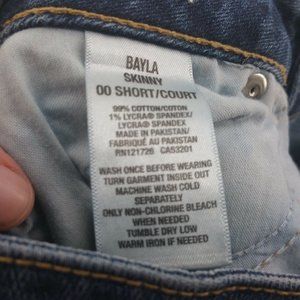 BAYLA
SKINNY
00 SHORT/COURT
99% COTTON/COTON
1% LYCRA® SPANDEX/
LYCRA® SPANDEX
MADE IN PAKISTAN/
FABRIQUÉ AU PAKISTAN
RN121726 CA53201
WASH ONCE BEFORE WEARING
TURN GARMENT INSIDE OUT
MACHINE WASH COLD
SEPARATELY
ONLY NON-CHLORINE BLEACH
WHEN NEEDED
TUMBLE DRY LOW
WARM IRON IF NEEDED